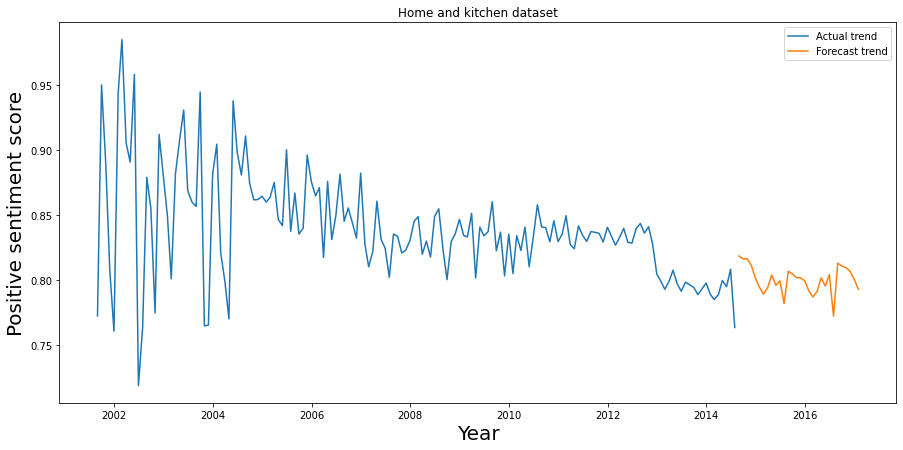 Home and kitchen dataset
Actual trend
Forecast trend
Positive sentiment score
0.95
0.90
0.85
0.80
0.75
2002 2004 2006 2008 2010 2012 2014 2016
Year